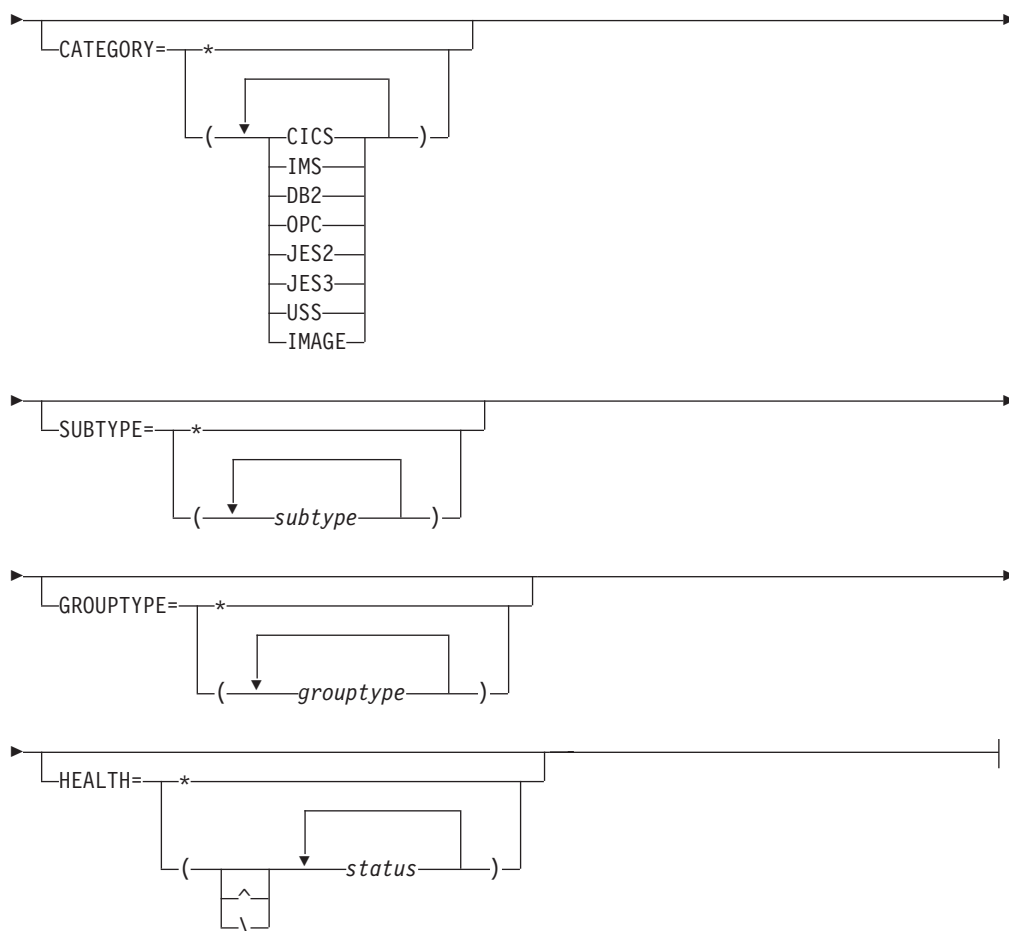 CATEGORY= *
( CICS )
IMS
DB2
OPC
JES2
JES3
USS
IMAGE
SUBTYPE= *
( subtype )
GROUPTYPE= *
( grouptype )
HEALTH= *
( status )
^
\